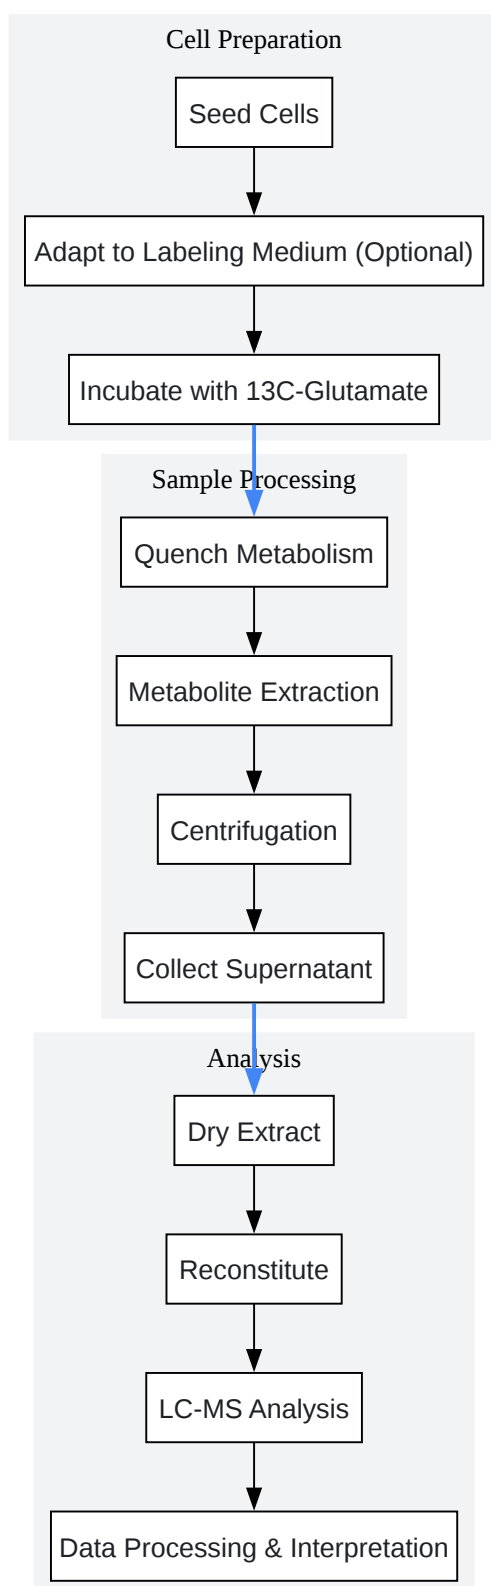 Cell Preparation
Seed Cells
Adapt to Labeling Medium (Optional)
Incubate with 13C-Glutamate
Sample Processing
Quench Metabolism
Metabolite Extraction
Centrifugation
Collect Supernatant
Analysis
Dry Extract
Reconstitute
LC-MS Analysis
Data Processing & Interpretation